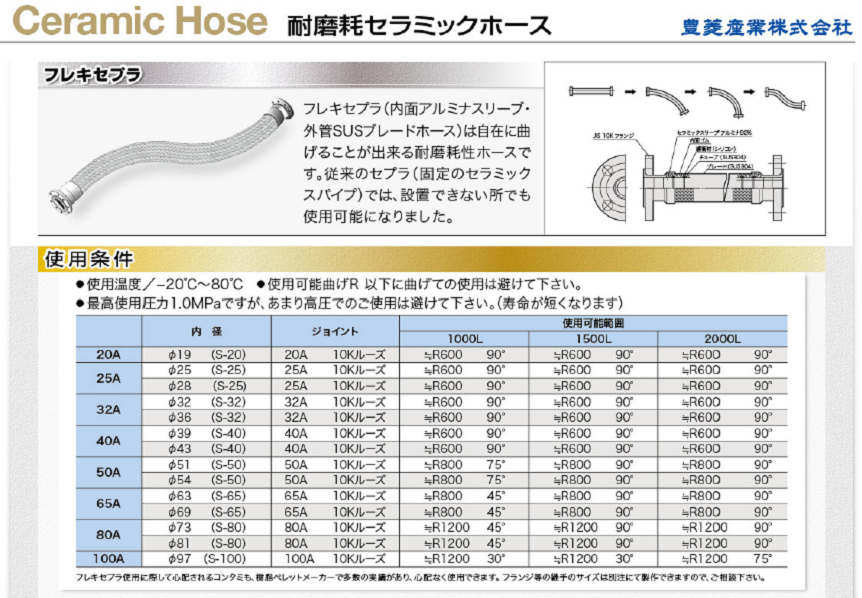 Ceramic Hose 耐磨耗セラミックホース 豊菱産業株式会社
フレキセプラ
フレキセプラ（内面アルミナスリーブ・
外管SUSブレードホース）は自在に曲
げることが出来る耐磨耗性ホースで
す。従来のセプラ（固定のセラミック
スパイプ）では、設置できない所でも
使用可能になりました。
JIS 10K フランジ
セラミックスリーブアルミナ92%
内面ゴム
緩衝材（シリコン）
チューブ（SUS304）
ブレード（SUS304）
使用条件
●使用温度／−20℃〜80℃ ●使用可能曲げR 以下に曲げての使用は避けて下さい。
●最高使用圧力1.0MPaですが、あまり高圧でのご使用は避けて下さい。（寿命が短くなります）
内 径 ジョイント 使用可能範囲
1000L 1500L 2000L
20A φ19 (S-20) 20A 10Kルーズ ≒R600 90° ≒R600 90° ≒R600 90°
25A φ25 (S-25) 25A 10Kルーズ ≒R600 90° ≒R600 90° ≒R600 90°
φ28 (S-25) 25A 10Kルーズ ≒R600 90° ≒R600 90° ≒R600 90°
32A φ32 (S-32) 32A 10Kルーズ ≒R600 90° ≒R600 90° ≒R600 90°
φ36 (S-32) 32A 10Kルーズ ≒R600 90° ≒R600 90° ≒R600 90°
40A φ39 (S-40) 40A 10Kルーズ ≒R600 90° ≒R600 90° ≒R600 90°
φ43 (S-40) 40A 10Kルーズ ≒R600 90° ≒R600 90° ≒R600 90°
50A φ51 (S-50) 50A 10Kルーズ ≒R800 75° ≒R800 90° ≒R800 90°
φ54 (S-50) 50A 10Kルーズ ≒R800 75° ≒R800 90° ≒R800 90°
65A φ63 (S-65) 65A 10Kルーズ ≒R800 45° ≒R800 90° ≒R800 90°
φ69 (S-65) 65A 10Kルーズ ≒R800 45° ≒R800 90° ≒R800 90°
80A φ73 (S-80) 80A 10Kルーズ ≒R1200 45° ≒R1200 90° ≒R1200 90°
φ81 (S-80) 80A 10Kルーズ ≒R1200 45° ≒R1200 90° ≒R1200 90°
100A φ97 (S-100) 100A 10Kルーズ ≒R1200 30° ≒R1200 30° ≒R1200 75°
フレキセプラ使用に際して心配されるコンタミも、樹脂ペレットメーカーで多数の実績があり、心配なく使用できます。フランジ等の継手のサイズは別注にて製作できますので、ご相談下さい。